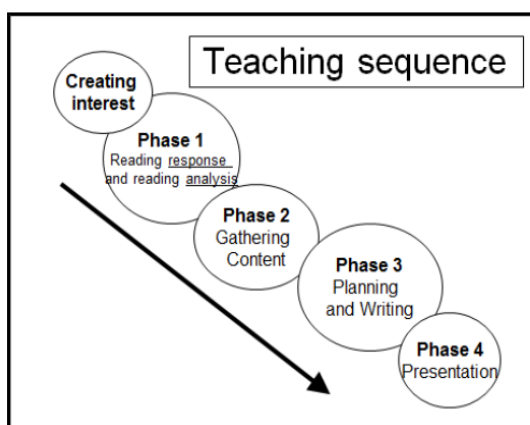 Teaching sequence
Creating
interest
Phase 1
Reading response
and reading analysis
Phase 2
Gathering
Content
Phase 3
Planning
and Writing
Phase 4
Presentation